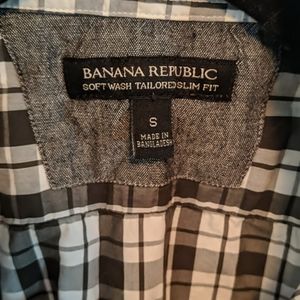 BANANA REPUBLIC
SOFT WASH TAILORED SLIM FIT
S
MADE IN
BANGLADESH